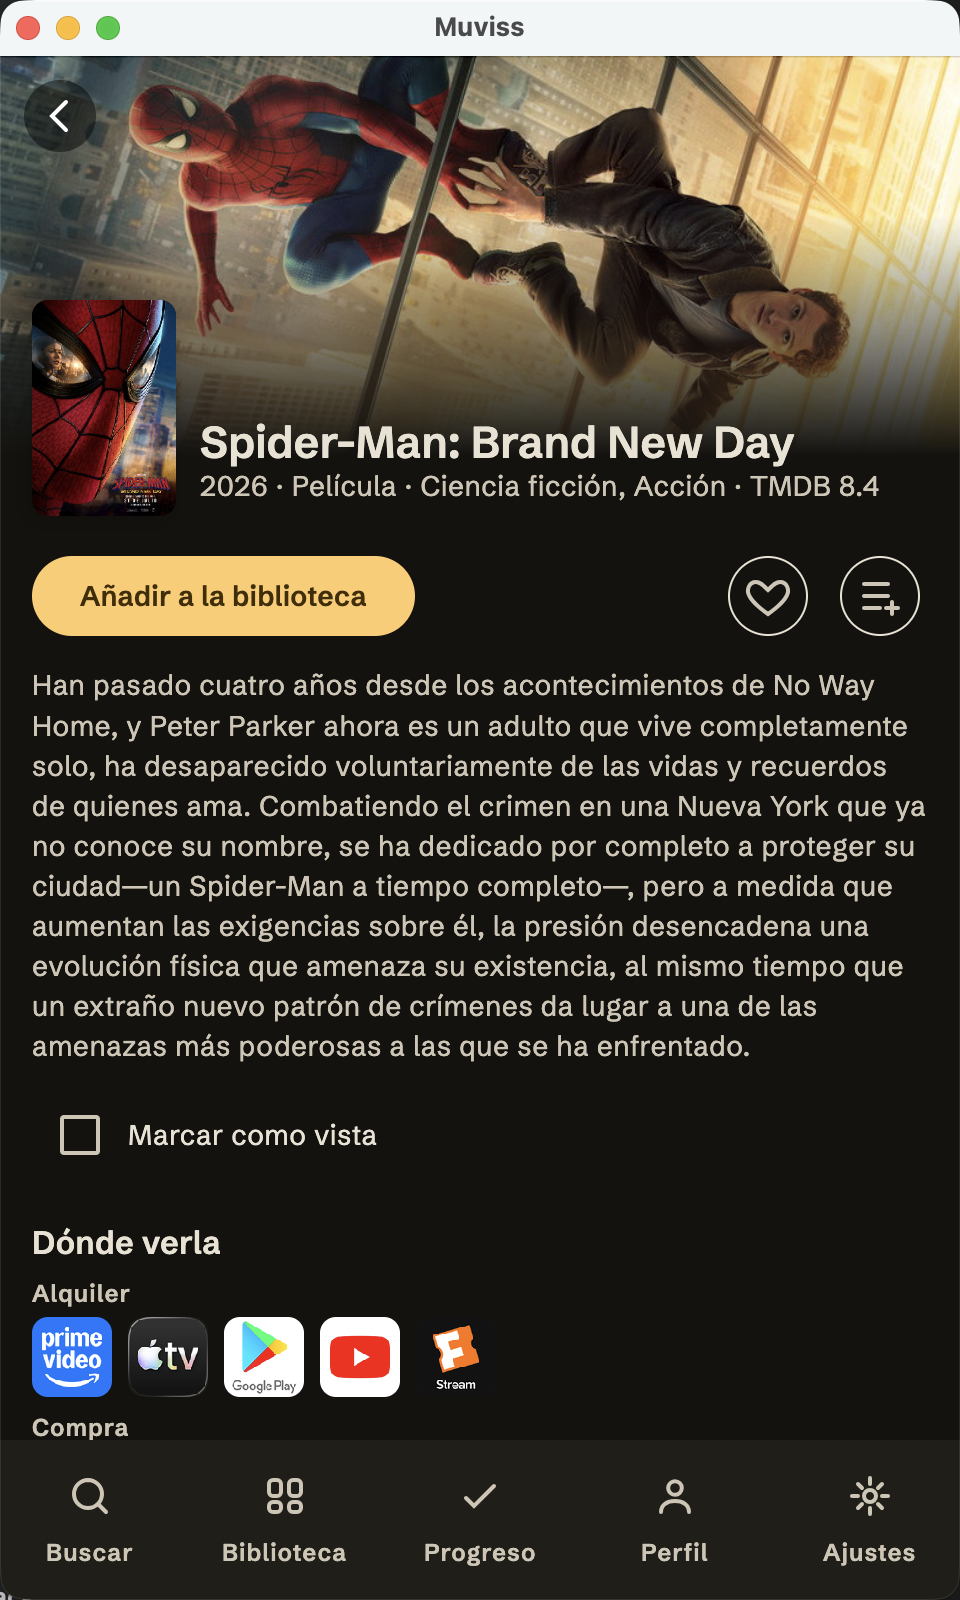 Muviss
Spider-Man: Brand New Day
2026 · Película · Ciencia ficción, Acción · TMDB 8.4
Añadir a la biblioteca
Han pasado cuatro años desde los acontecimientos de No Way
Home, y Peter Parker ahora es un adulto que vive completamente
solo, ha desaparecido voluntariamente de las vidas y recuerdos
de quienes ama. Combatiendo el crimen en una Nueva York que ya
no conoce su nombre, se ha dedicado por completo a proteger su
ciudad—un Spider-Man a tiempo completo—, pero a medida que
aumentan las exigencias sobre él, la presión desencadena una
evolución física que amenaza su existencia, al mismo tiempo que
un extraño nuevo patrón de crímenes da lugar a una de las
amenazas más poderosas a las que se ha enfrentado.
Marcar como vista
Dónde verla
Alquiler
prime
video
tv
Google Play
F
Stream
Compra
Buscar
Biblioteca
Progreso
Perfil
Ajustes